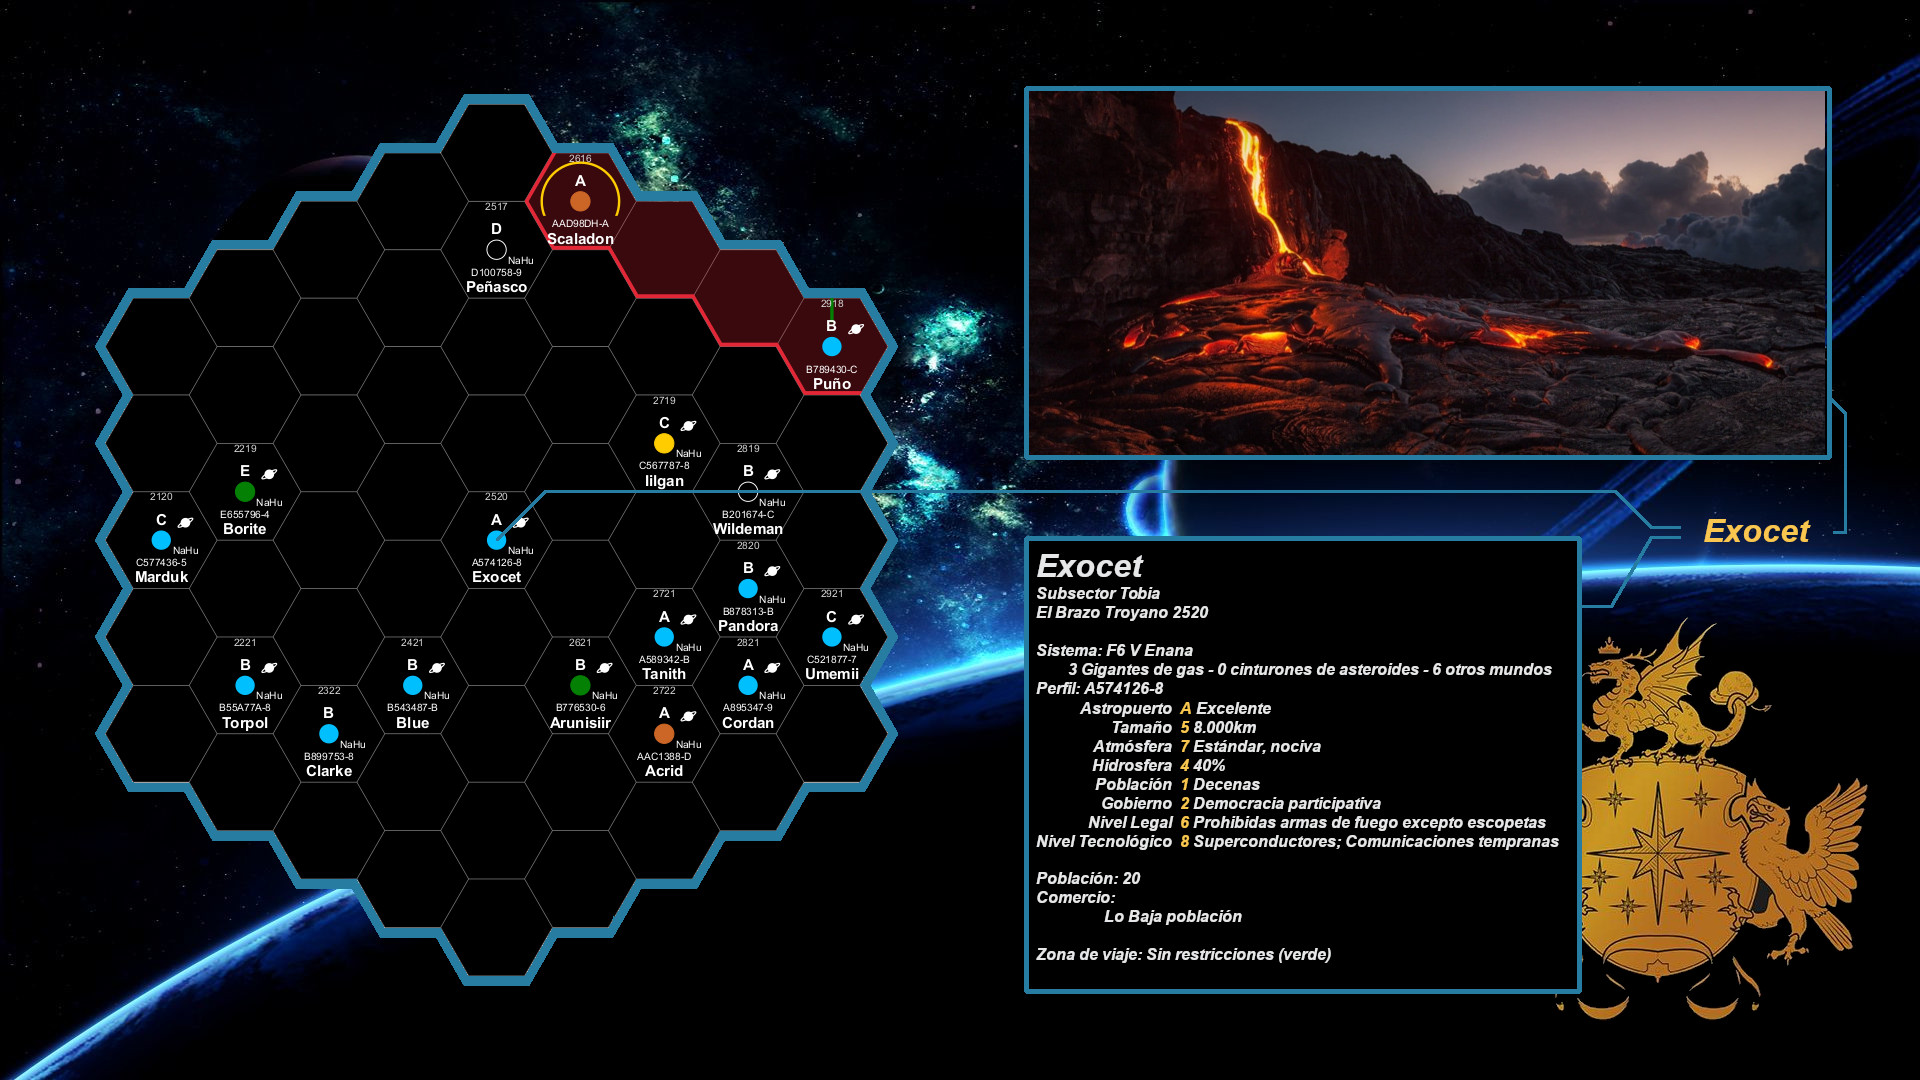 2616
A
AAD98DH-A
Scaladon
2517
D
NaHu
D100758-9
Peñasco
2918
B
B789430-C
Puño
2719
C
NaHu
C567787-8
Iilgan
2219
E
NaHu
E655796-4
Borite
2819
B
NaHu
B201674-C
Wildeman
2120
C
NaHu
C577436-5
Marduk
2520
A
NaHu
A574126-8
Exocet
2820
B
NaHu
B878313-B
Pandora
2721
A
NaHu
A589342-B
Tanith
2921
C
NaHu
C521877-7
Umemii
2221
B
NaHu
B55A77A-8
Torpol
2421
B
NaHu
B543487-B
Blue
2621
B
NaHu
B776530-6
Arunisiir
2821
A
NaHu
A895347-9
Cordan
2322
B
NaHu
B899753-8
Clarke
2722
A
NaHu
AAC1388-D
Acrid
Exocet
Exocet
Subsector Tobia
El Brazo Troyano 2520
Sistema: F6 V Enana
3 Gigantes de gas - 0 cinturones de asteroides - 6 otros mundos
Perfil: A574126-8
Astropuerto A Excelente
Tamaño 5 8.000km
Atmósfera 7 Estándar, nociva
Hidrosfera 4 40%
Población 1 Decenas
Gobierno 2 Democracia participativa
Nivel Legal 6 Prohibidas armas de fuego excepto escopetas
Nivel Tecnológico 8 Superconductores; Comunicaciones tempranas
Población: 20
Comercio:
Lo Baja población
Zona de viaje: Sin restricciones (verde)